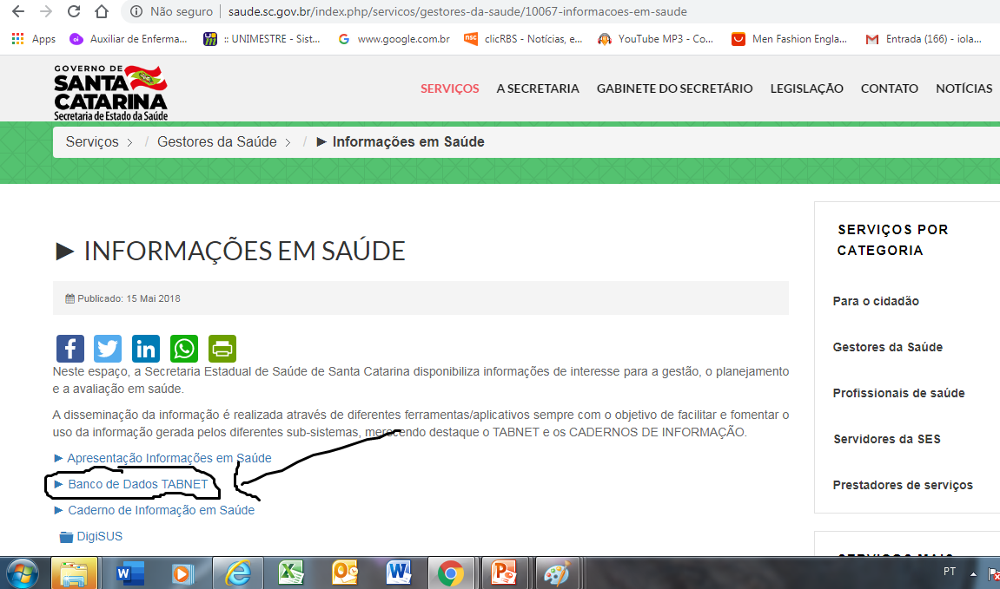 Não seguro saude.sc.gov.br/index.php/servicos/gestores-da-saude/10067-informacoes-em-saude
Apps Auxiliar de Enferma... :: UNIMESTRE - Sist... www.google.com.br clicRBS - Notícias, e... YouTube MP3 - Co... Men Fashion Engla... Entrada (166) - iola...
GOVERNO DE
SANTA
CATARINA
Secretaria de Estado da Saúde
SERVIÇOS A SECRETARIA GABINETE DO SECRETÁRIO LEGISLAÇÃO CONTATO NOTÍCIAS
Serviços > / Gestores da Saúde > / ► Informações em Saúde
► INFORMAÇÕES EM SAÚDE
Publicado: 15 Mai 2018
Neste espaço, a Secretaria Estadual de Saúde de Santa Catarina disponibiliza informações de interesse para a gestão, o planejamento
e a avaliação em saúde.
A disseminação da informação é realizada através de diferentes ferramentas/aplicativos sempre com o objetivo de facilitar e fomentar o
uso da informação gerada pelos diferentes sub-sistemas, merecendo destaque o TABNET e os CADERNOS DE INFORMAÇÃO.
► Apresentação Informações em Saúde
► Banco de Dados TABNET
► Caderno de Informação em Saúde
DigiSUS
SERVIÇOS POR
CATEGORIA
Para o cidadão
Gestores da Saúde
Profissionais de saúde
Servidores da SES
Prestadores de serviços
SERVIÇOS MAIS
PT